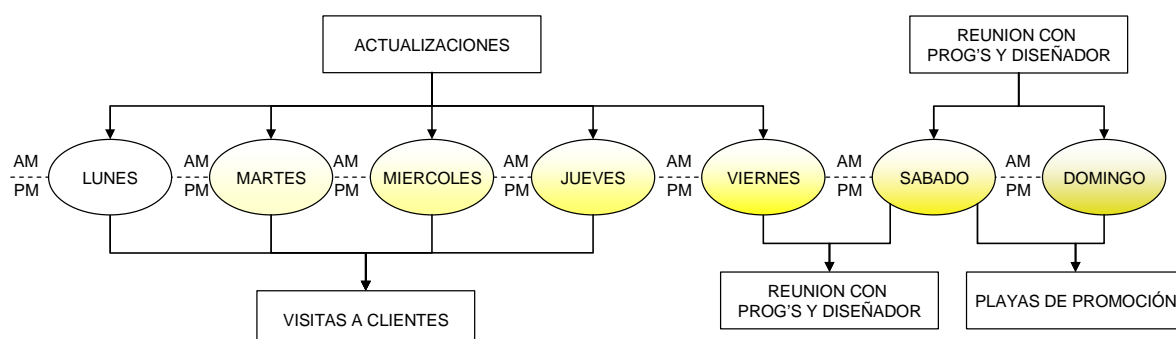 ACTUALIZACIONES
REUNION CON
PROG'S Y DISEÑADOR
AM
PM
LUNES
AM
PM
MARTES
AM
PM
MIERCOLES
AM
PM
JUEVES
AM
PM
VIERNES
AM
PM
SABADO
AM
PM
DOMINGO
VISITAS A CLIENTES
REUNION CON
PROG'S Y DISEÑADOR
PLAYAS DE PROMOCIÓN